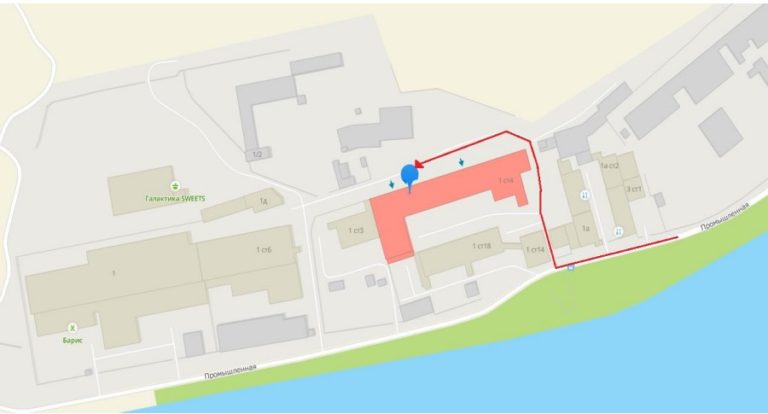 1/2
1а ст2
3 ст1
1 ст4
Галактика SWEETS
1Д
Промышленная
1 ст3
1а
1 ст18
1 ст14
1 ст6
1
Барис
Промышленная